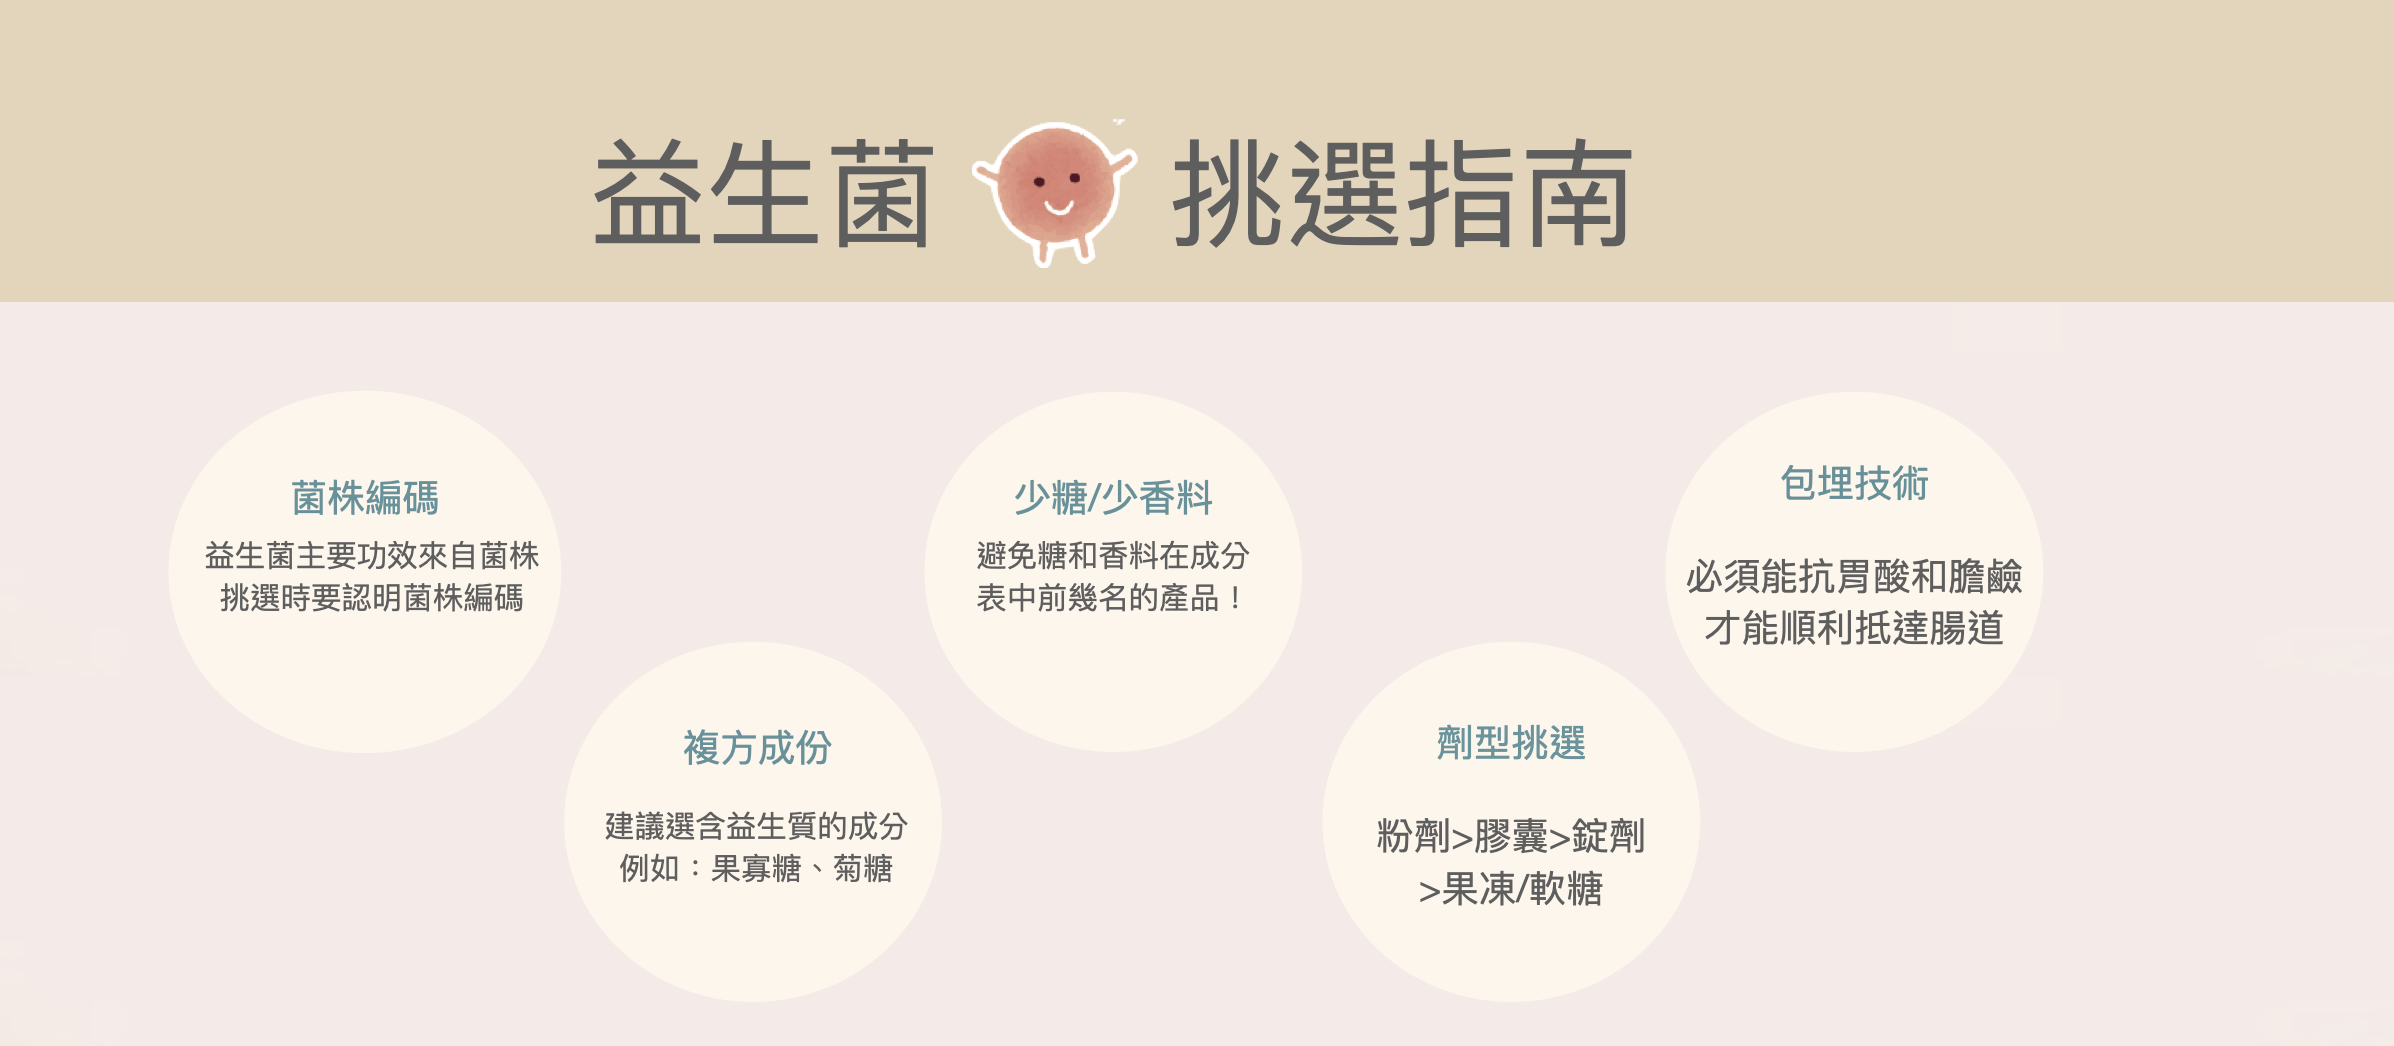 益生菌 挑選指南
菌株編碼
益生菌主要功效來自菌株
挑選時要認明菌株編碼
複方成份
建議選含益生質的成分
例如：果寡糖、菊糖
少糖/少香料
避免糖和香料在成分
表中前幾名的產品！
劑型挑選
粉劑>膠囊>錠劑
>果凍/軟糖
包埋技術
必須能抗胃酸和膽鹼
才能順利抵達腸道